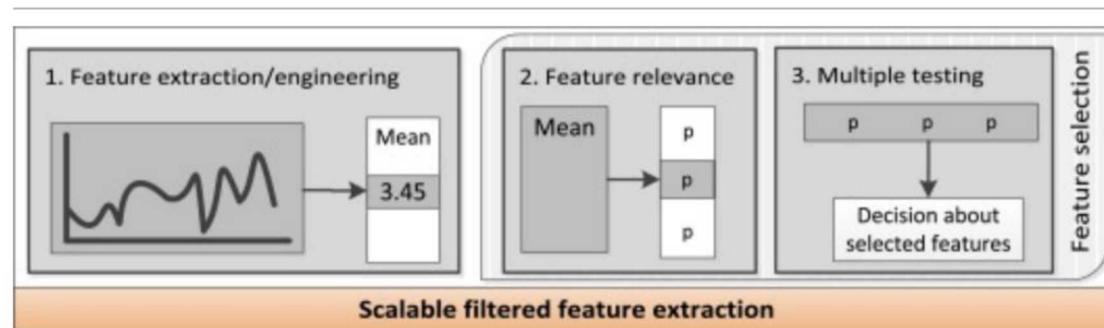 1. Feature extraction/engineering
Mean
3.45
2. Feature relevance
Mean
p
p
p
3. Multiple testing
p p p
Decision about
selected features
Feature selection
Scalable filtered feature extraction